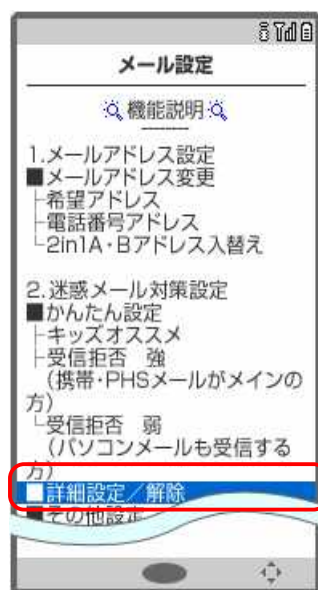 メール設定
機能説明
1.メールアドレス設定
■メールアドレス変更
├希望アドレス
├電話番号アドレス
└2in1A・Bアドレス入替え
2.迷惑メール対策設定
■かんたん設定
├キッズオススメ
├受信拒否 強
(携帯・PHSメールがメインの
方)
└受信拒否 弱
(パソコンメールも受信する
方)
■詳細設定／解除
■その他設定